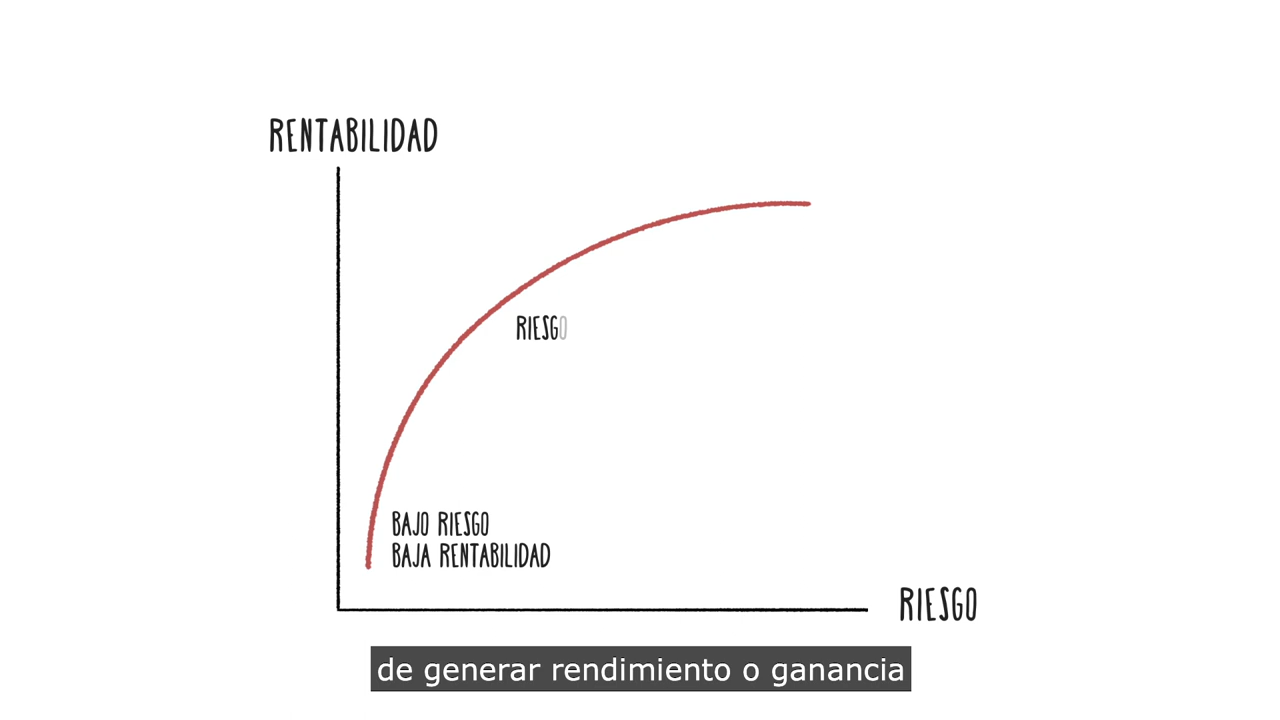 RENTABILIDAD
RIESGO
BAJO RIESGO
BAJA RENTABILIDAD
RIESGO
de generar rendimiento o ganancia